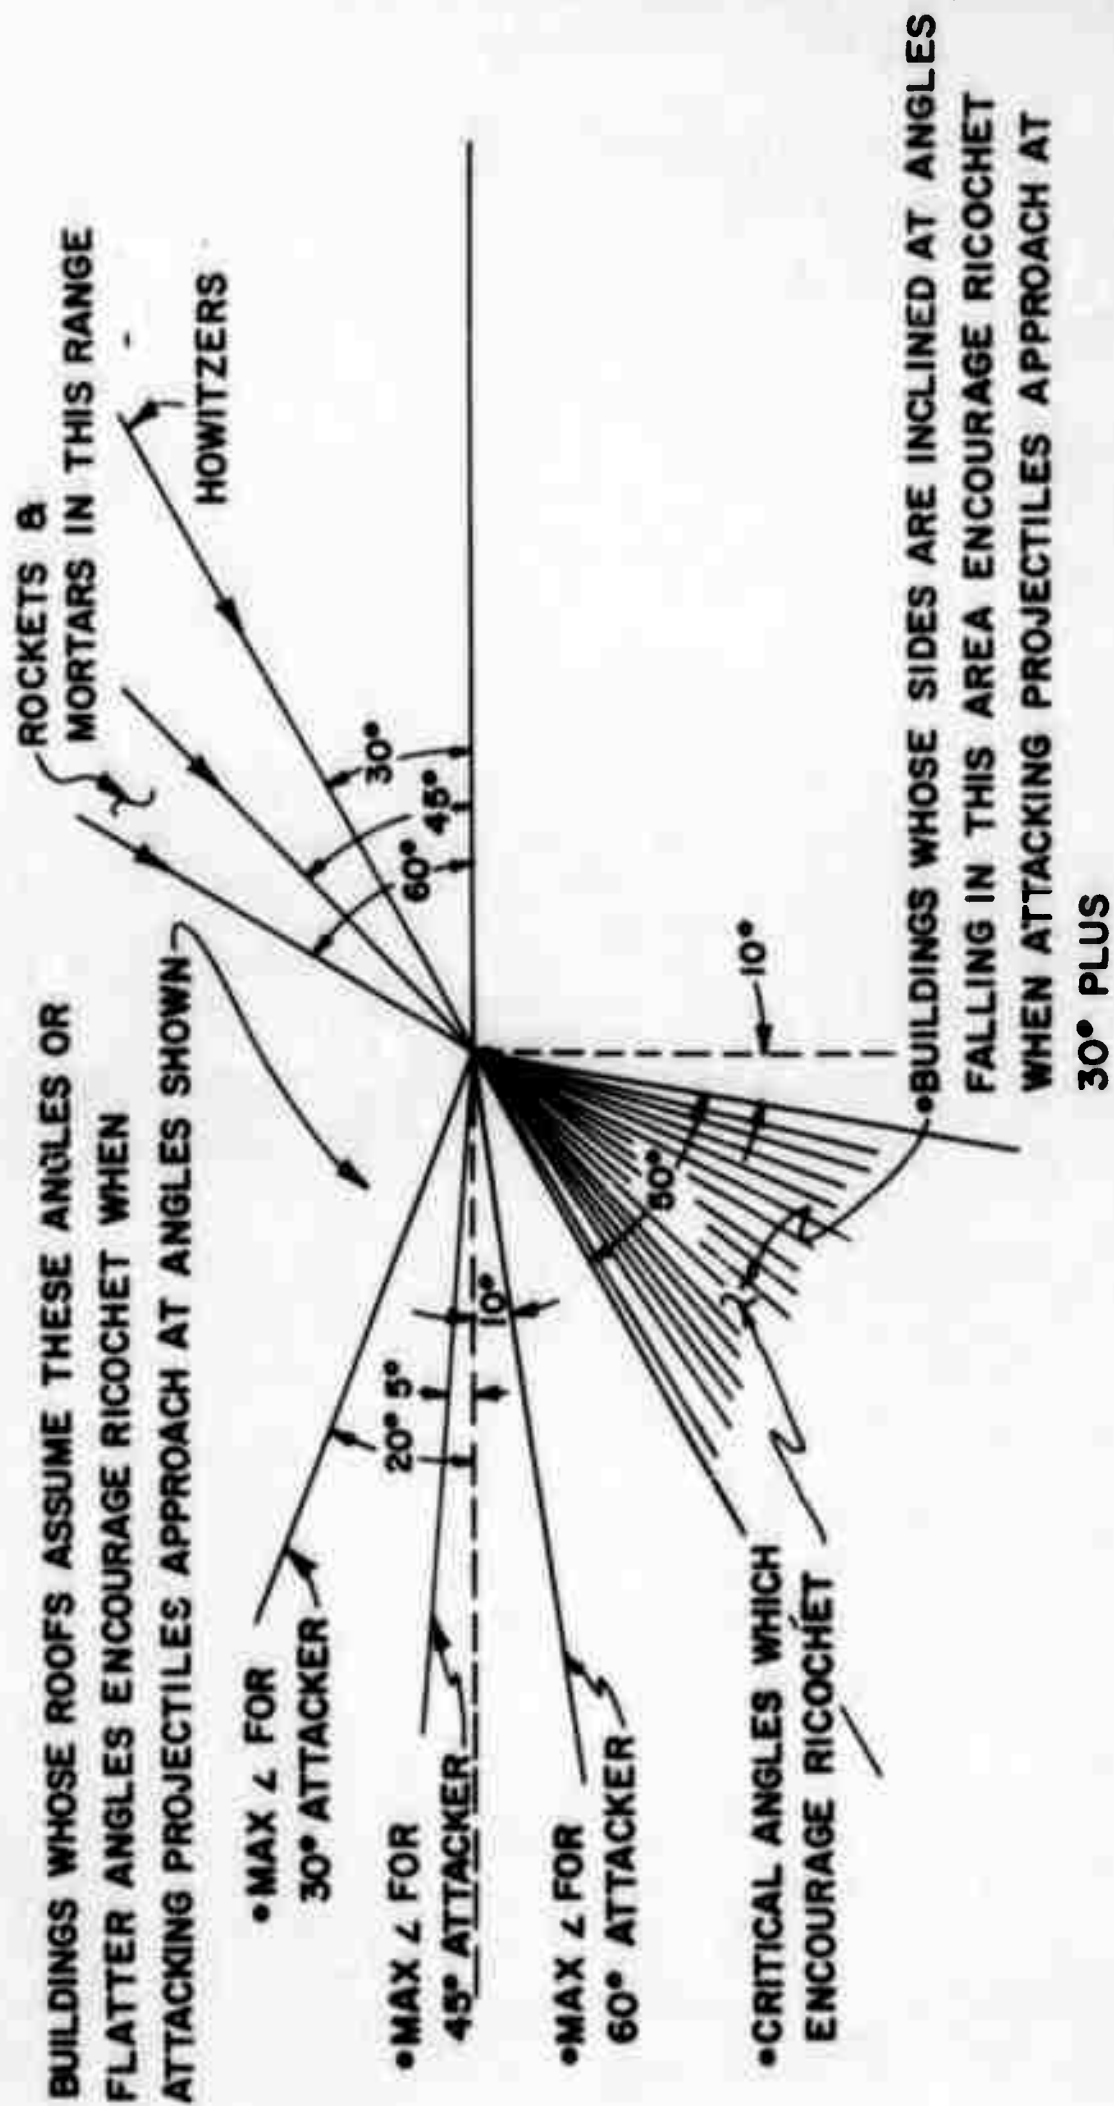 BUILDINGS WHOSE ROOFS ASSUME THESE ANGLES OR
FLATTER ANGLES ENCOURAGE RICOCHET WHEN
ATTACKING PROJECTILES APPROACH AT ANGLES SHOWN
ROCKETS &
MORTARS IN THIS RANGE
HOWITZERS
30°
45°
60°
•MAX ∠ FOR
30° ATTACKER
20°
5°
10°
•MAX ∠ FOR
45° ATTACKER
•MAX ∠ FOR
60° ATTACKER
50°
10°
•CRITICAL ANGLES WHICH
ENCOURAGE RICOCHET
•BUILDINGS WHOSE SIDES ARE INCLINED AT ANGLES
FALLING IN THIS AREA ENCOURAGE RICOCHET
WHEN ATTACKING PROJECTILES APPROACH AT
30° PLUS